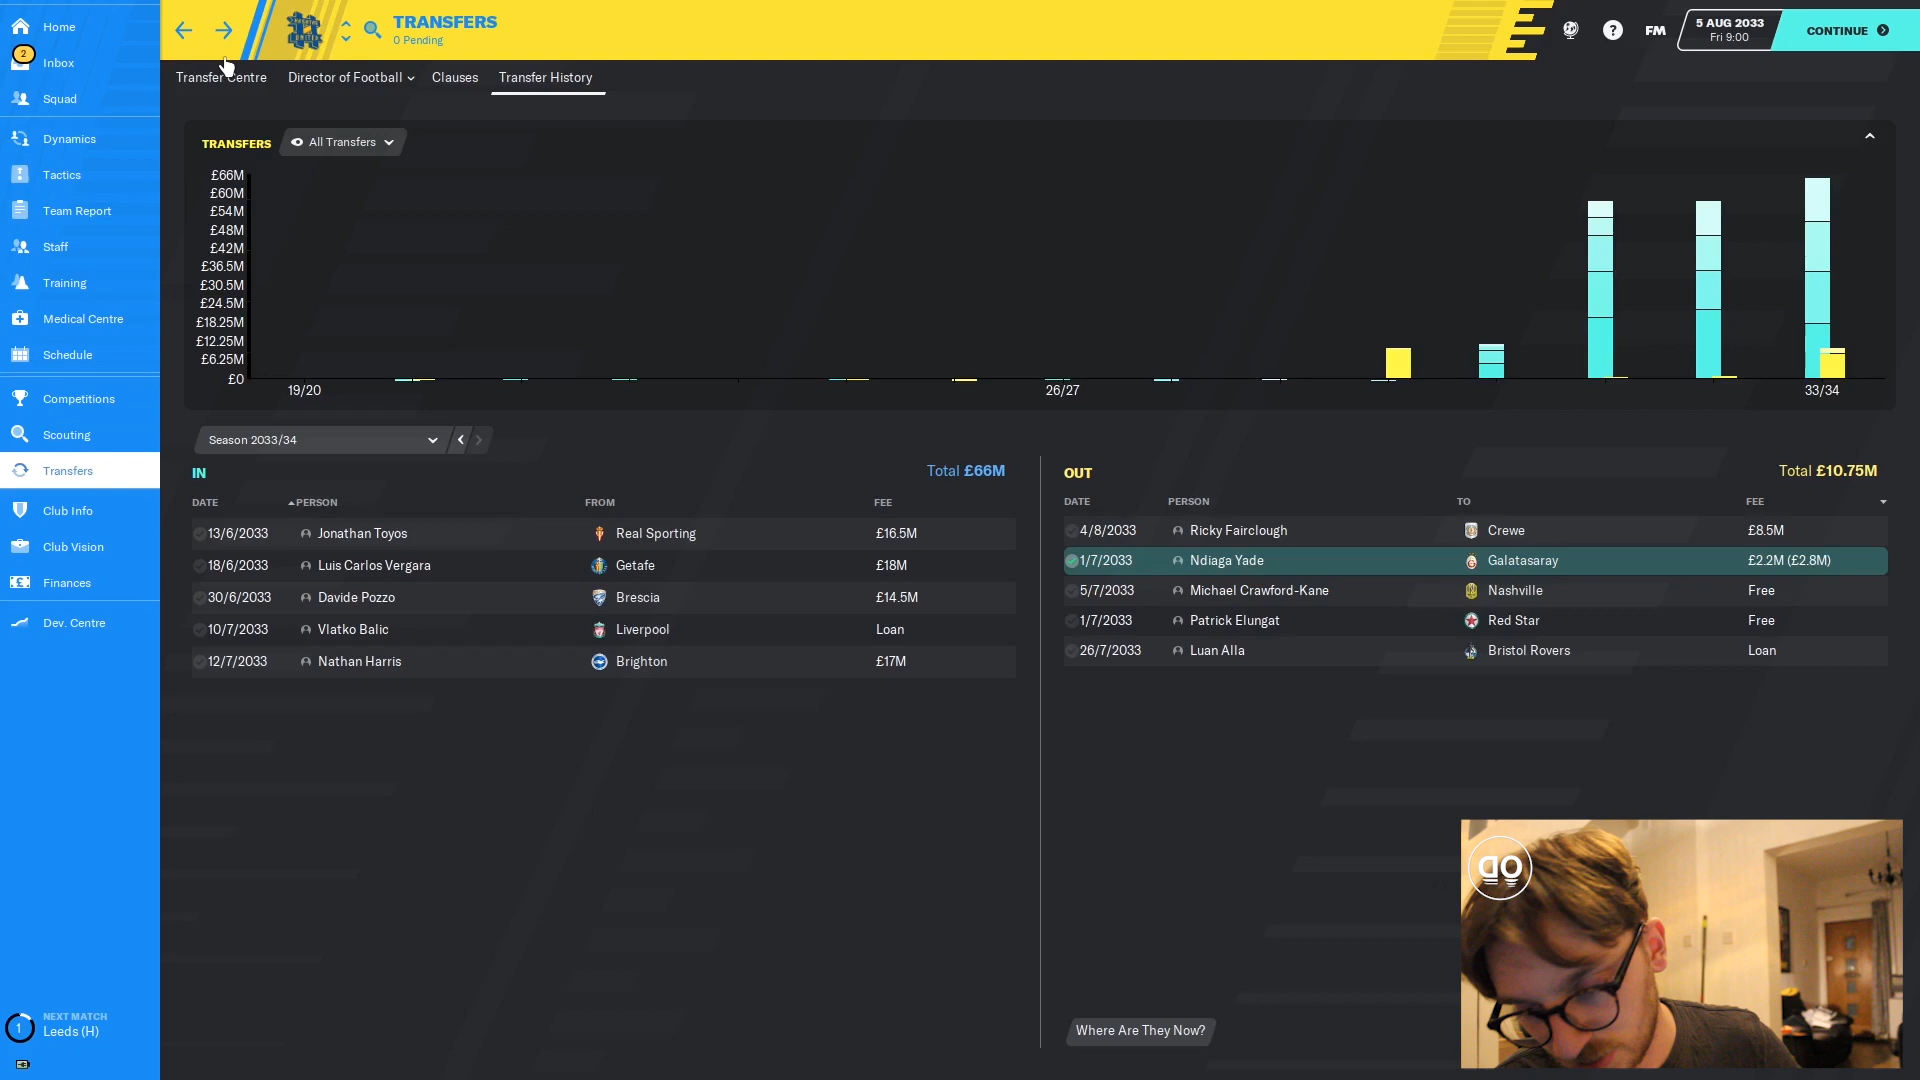 Home
2
Inbox
Squad
Dynamics
Tactics
Team Report
Staff
Training
Medical Centre
Schedule
Competitions
Scouting
Transfers
Club Info
Club Vision
Finances
Dev. Centre
1
NEXT MATCH
Leeds (H)
TRANSFERS
0 Pending
?
FM
5 AUG 2033
Fri 9:00
CONTINUE
Transfer Centre
Director of Football
Clauses
Transfer History
TRANSFERS
All Transfers
£66M
£60M
£54M
£48M
£42M
£36.5M
£30.5M
£24.5M
£18.25M
£12.25M
£6.25M
£0
19/20
26/27
33/34
Season 2033/34
IN
Total £66M
DATE PERSON FROM FEE
13/6/2033 Jonathan Toyos Real Sporting £16.5M
18/6/2033 Luis Carlos Vergara Getafe £18M
30/6/2033 Davide Pozzo Brescia £14.5M
10/7/2033 Vlatko Balic Liverpool Loan
12/7/2033 Nathan Harris Brighton £17M
OUT
Total £10.75M
DATE PERSON TO FEE
4/8/2033 Ricky Fairclough Crewe £8.5M
1/7/2033 Ndiaga Yade Galatasaray £2.2M (£2.8M)
5/7/2033 Michael Crawford-Kane Nashville Free
1/7/2033 Patrick Elungat Red Star Free
26/7/2033 Luan Alla Bristol Rovers Loan
Where Are They Now?